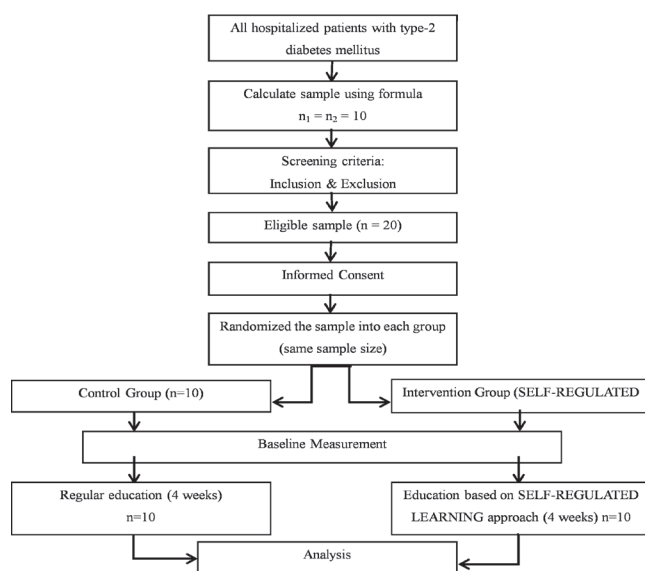 All hospitalized patients with type-2
diabetes mellitus
Calculate sample using formula
n₁ = n₂ = 10
Screening criteria:
Inclusion & Exclusion
Eligible sample (n = 20)
Informed Consent
Randomized the sample into each group
(same sample size)
Control Group (n=10)
Intervention Group (SELF-REGULATED
Baseline Measurement
Regular education (4 weeks)
n=10
Education based on SELF-REGULATED
LEARNING approach (4 weeks) n=10
Analysis